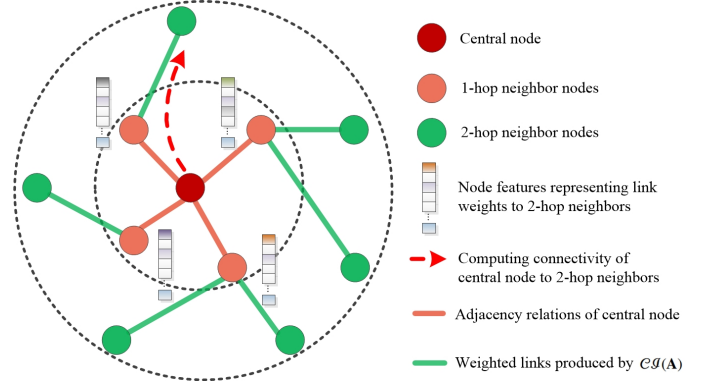 Central node
1-hop neighbor nodes
2-hop neighbor nodes
Node features representing link
weights to 2-hop neighbors
Computing connectivity of
central node to 2-hop neighbors
Adjacency relations of central node
Weighted links produced by 𝒞𝒥(𝐀)